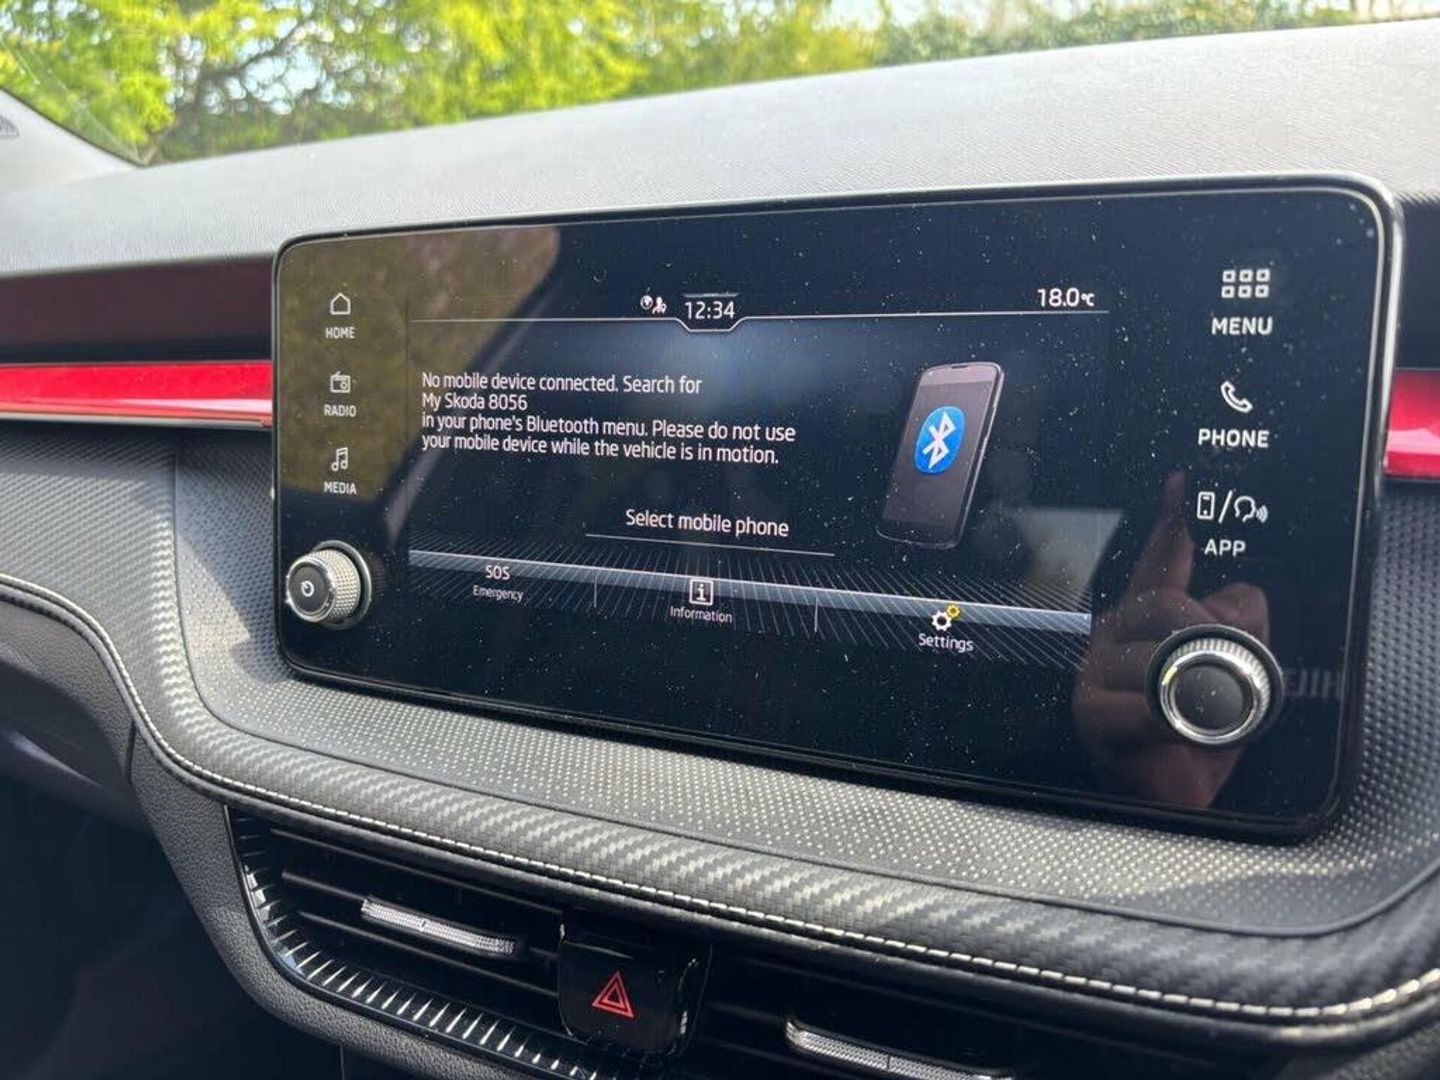 12:34
18.0°C
HOME
RADIO
MEDIA
No mobile device connected. Search for
My Skoda 8056
in your phone's Bluetooth menu. Please do not use
your mobile device while the vehicle is in motion.
Select mobile phone
SOS
Emergency
i
Information
Settings
MENU
PHONE
APP